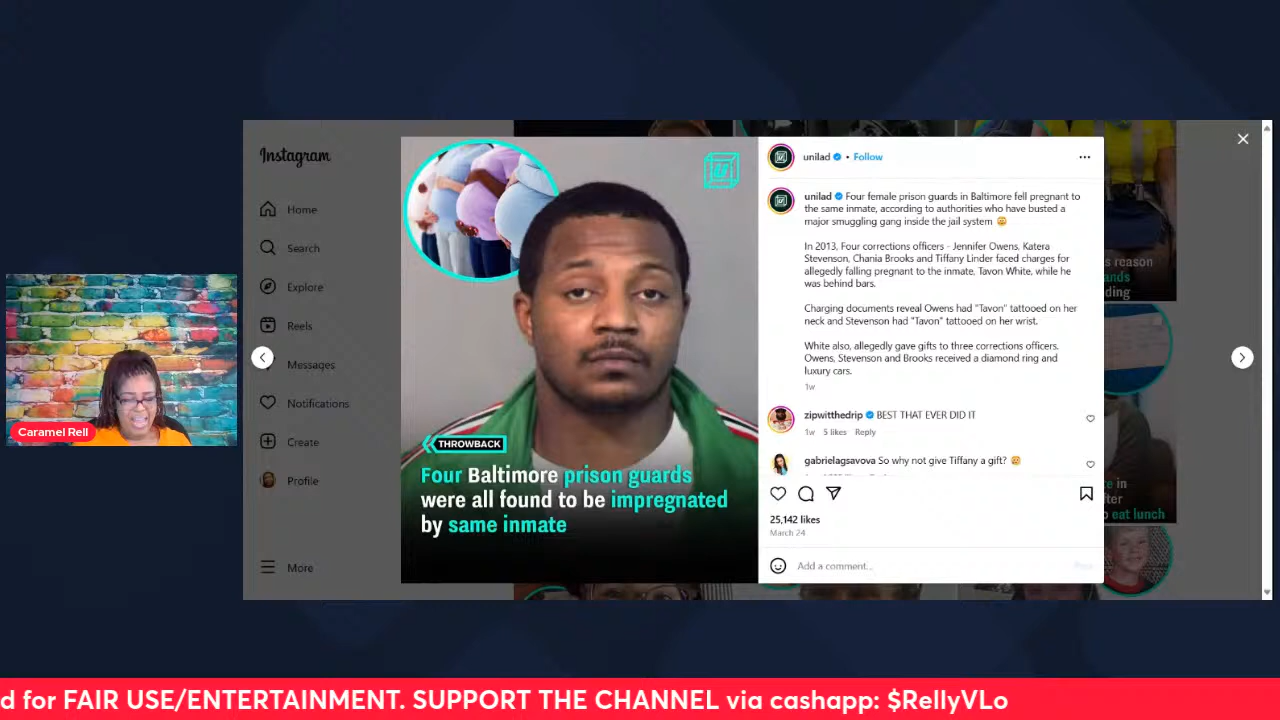 Instagram
Home
Search
Explore
Reels
Messages
Notifications
Create
Profile
More
Caramel Rell
THROWBACK
Four Baltimore prison guards
were all found to be impregnated
by same inmate
unilad • Follow
unilad Four female prison guards in Baltimore fell pregnant to
the same inmate, according to authorities who have busted a
major smuggling gang inside the jail system
In 2013, Four corrections officers - Jennifer Owens, Katera
Stevenson, Chania Brooks and Tiffany Linder faced charges for
allegedly falling pregnant to the inmate, Tavon White, while he
was behind bars.
Charging documents reveal Owens had "Tavon" tattooed on her
neck and Stevenson had "Tavon" tattooed on her wrist.
White also, allegedly gave gifts to three corrections officers.
Owens, Stevenson and Brooks received a diamond ring and
luxury cars.
1w
zipwitthedrip BEST THAT EVER DID IT
1w 5 likes Reply
gabrielagsavova So why not give Tiffany a gift?
25,142 likes
March 24
Add a comment...
Post
s reason
ands
ding
e in
fter
o eat lunch
d for FAIR USE/ENTERTAINMENT. SUPPORT THE CHANNEL via cashapp: $RellyVLo